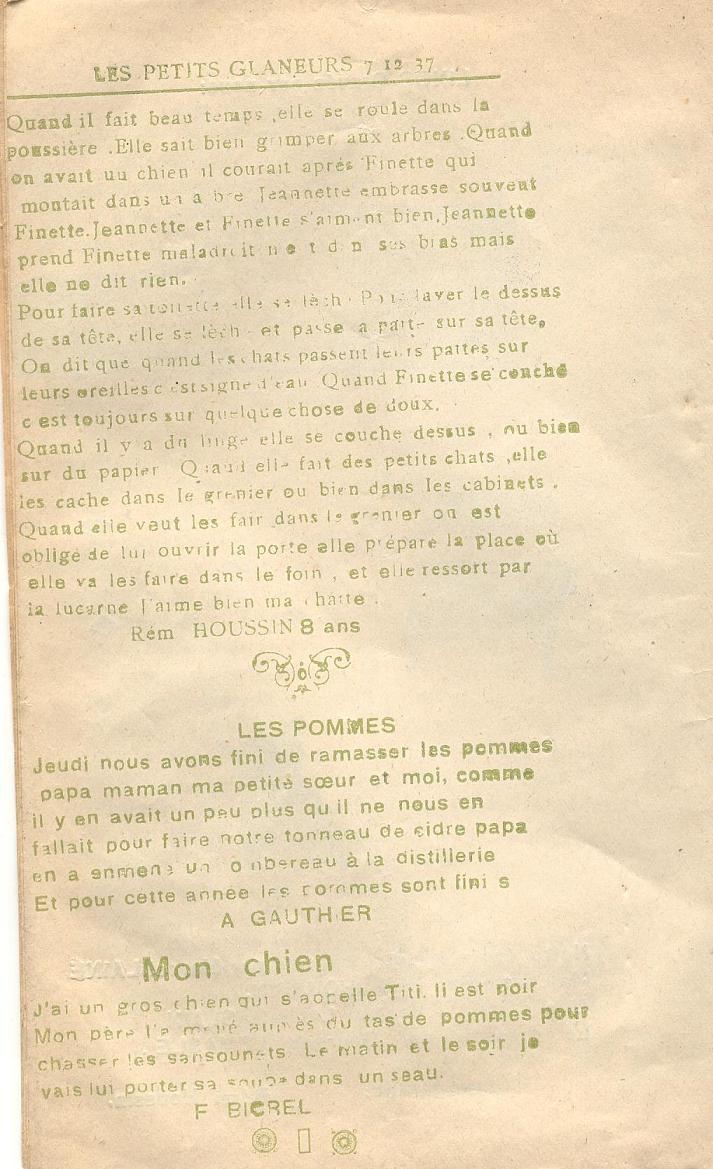 LES PETITS GLANEURS 7 12 37
Quand il fait beau temps ,elle se roule dans la
poussière .Elle sait bien grimper aux arbres .Quand
on avait uu chien il courait aprés Finette qui
montait dans un a bre Jeannette embrasse souvent
Finette.Jeannette et Finette s'aiment bien.Jeannette
prend Finette ses bras mais
elle ne dit rien.
Pour faire sa toilette elle se lèch Pour laver le dessus
de sa tête, elle se lèch et passe a patte sur sa tête,
On dit que quand les chats passent leurs pattes sur
leurs oreilles c est signe d'eau Quand Finette se couche
c est toujours sur quelque chose de doux.
Quand il y a du linge elle se couche dessus , ou bien
sur du papier Quand elle fait des petits chats ,elle
les cache dans le grenier ou bien dans les cabinets .
Quand elle veut les fair dans le grenier on est
obligé de lui ouvrir la porte elle prépare la place où
elle va les faire dans le foin , et elle ressort par
la lucarne J'aime bien ma chatte .
Rém HOUSSIN 8 ans
LES POMMES
Jeudi nous avons fini de ramasser les pommes
papa maman ma petite sœur et moi, comme
il y en avait un peu plus qu il ne nous en
fallait pour faire notre tonneau de cidre papa
en a enmené un ombereau à la distillerie
Et pour cette année les pommes sont fini s
A GAUTHIER
Mon chien
J'ai un gros chien qui s'appelle Titi. Il est noir
Mon père l'a mené auprès du tas de pommes pour
chasser les sansounets. Le matin et le soir je
vais lui porter sa soupe dans un seau.
F BICREL